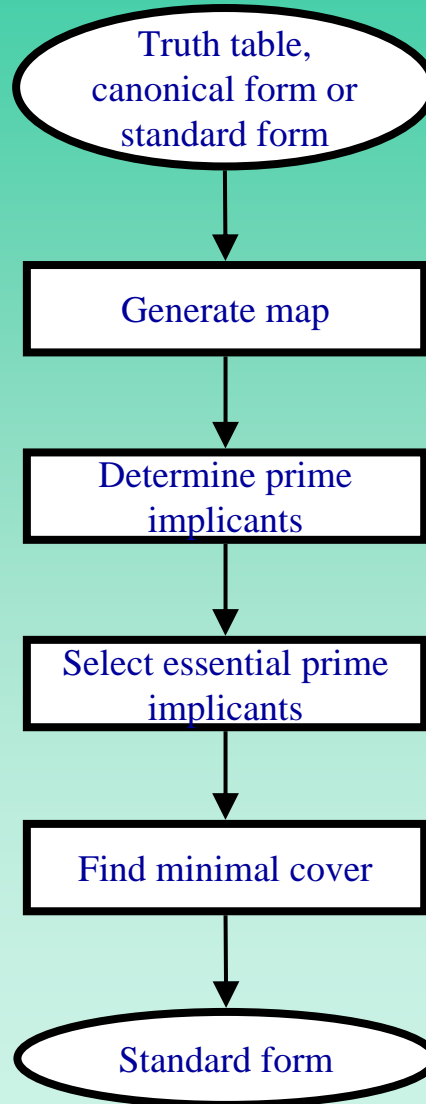 Truth table,
canonical form or
standard form
Generate map
Determine prime
implicants
Select essential prime
implicants
Find minimal cover
Standard form